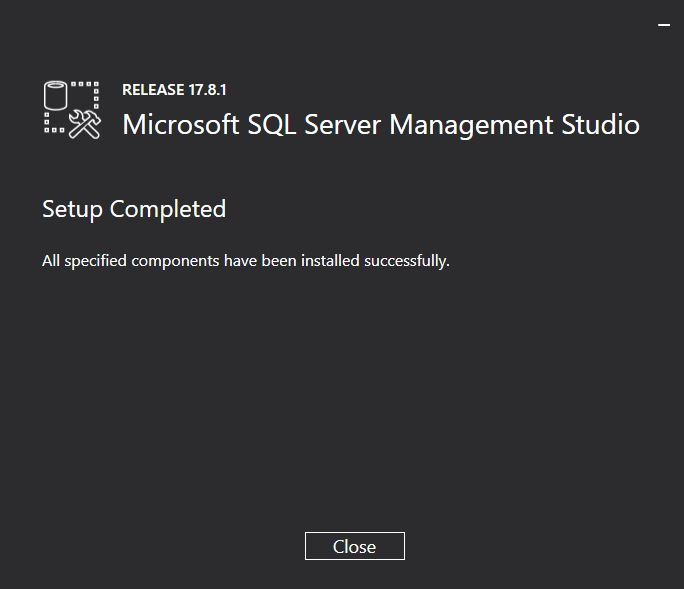 RELEASE 17.8.1
Microsoft SQL Server Management Studio
Setup Completed
All specified components have been installed successfully.
Close